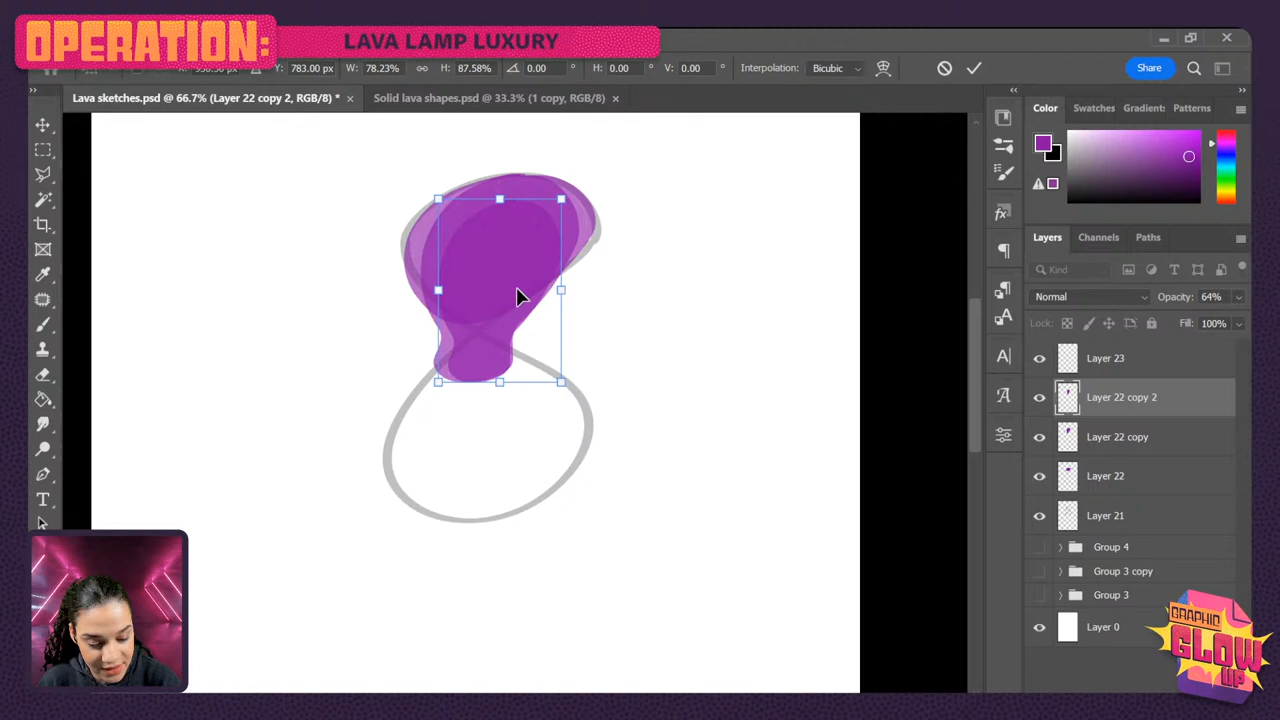 OPERATION:
LAVA LAMP LUXURY
783.00 px
W: 78.23%
H: 87.58%
0.00
H: 0.00
V: 0.00
Interpolation: Bicubic
Share
Lava sketches.psd @ 66.7% (Layer 22 copy 2, RGB/8) *
Solid lava shapes.psd @ 33.3% (1 copy, RGB/8)
Color
Swatches
Gradient:
Patterns
Layers
Channels
Paths
Kind
Normal
Opacity: 64%
Lock:
Fill: 100%
Layer 23
Layer 22 copy 2
Layer 22 copy
Layer 22
Layer 21
Group 4
Group 3 copy
Group 3
Layer 0
GRAPHIC
GLOW
UP